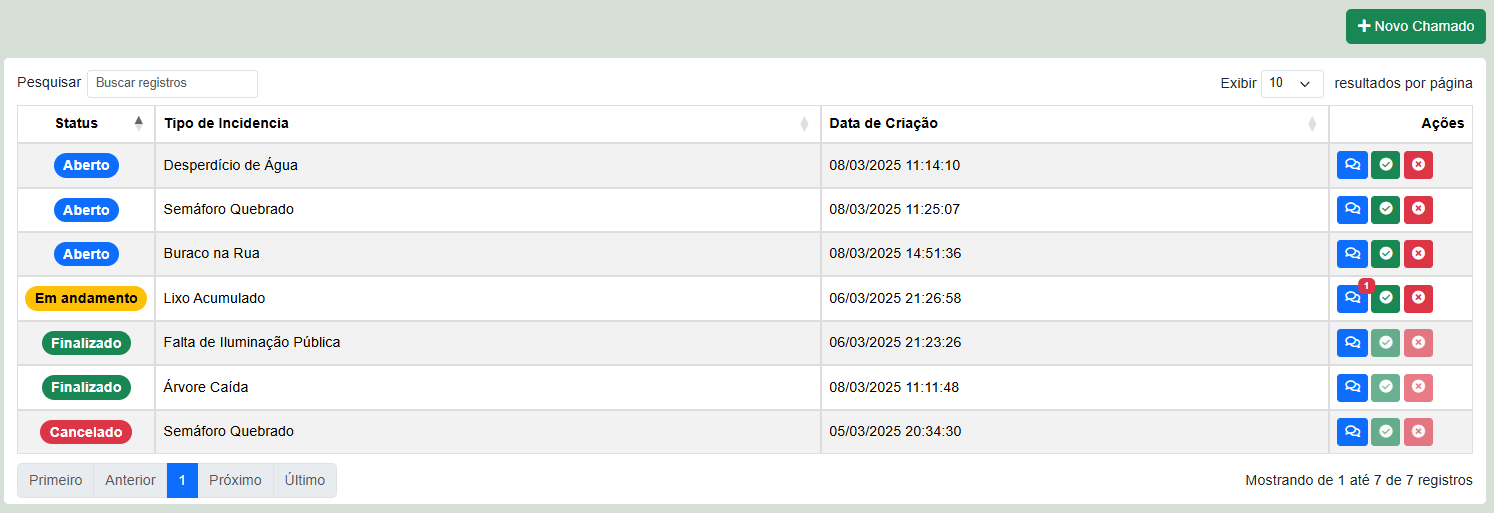 Novo Chamado
Pesquisar Buscar registros Exibir 10 resultados por página
Status Tipo de Incidencia Data de Criação Ações
Aberto Desperdício de Água 08/03/2025 11:14:10
Aberto Semáforo Quebrado 08/03/2025 11:25:07
Aberto Buraco na Rua 08/03/2025 14:51:36
Em andamento Lixo Acumulado 06/03/2025 21:26:58 1
Finalizado Falta de Iluminação Pública 06/03/2025 21:23:26
Finalizado Árvore Caída 08/03/2025 11:11:48
Cancelado Semáforo Quebrado 05/03/2025 20:34:30
Primeiro Anterior 1 Próximo Último Mostrando de 1 até 7 de 7 registros